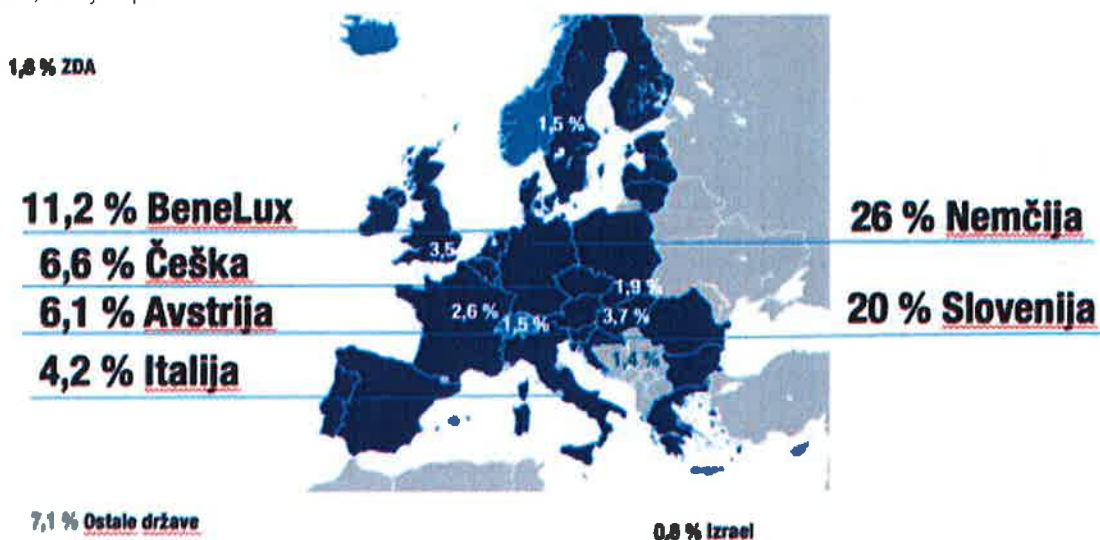 1,8 % ZDA
1,5 %
11,2 % BeneLux
26 % Nemčija
3,5
6,6 % Češka
1,9 %
6,1 % Avstrija
2,6 %
1,5 %
3,7 %
20 % Slovenija
4,2 % Italija
1,4 %
7,1 % Ostale države
0,8 % Izrael